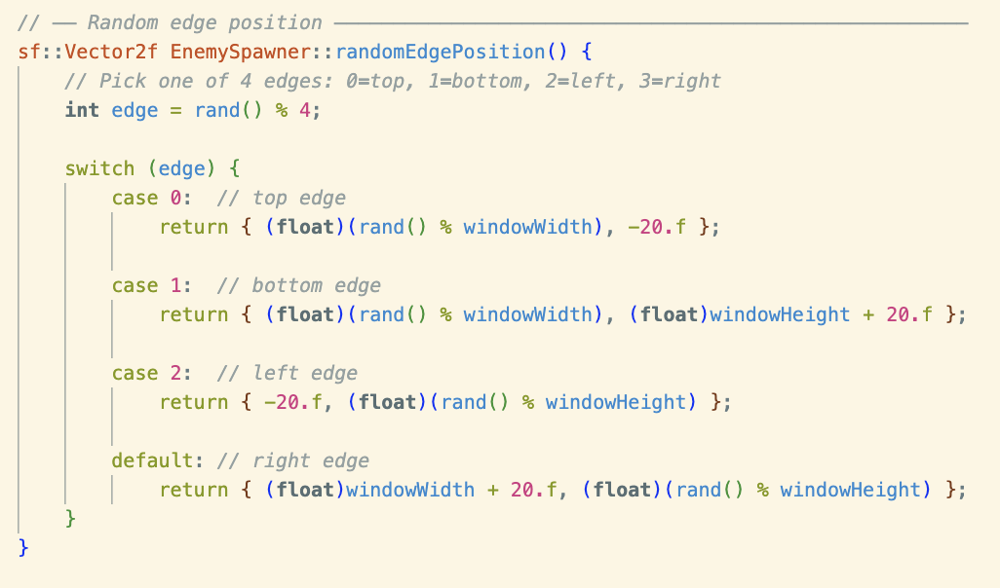 // —— Random edge position ——————————————————————————————————————————————————————
sf::Vector2f EnemySpawner::randomEdgePosition() {
    // Pick one of 4 edges: 0=top, 1=bottom, 2=left, 3=right
    int edge = rand() % 4;

    switch (edge) {
        case 0:  // top edge
            return { (float)(rand() % windowWidth), -20.f };

        case 1:  // bottom edge
            return { (float)(rand() % windowWidth), (float)windowHeight + 20.f };

        case 2:  // left edge
            return { -20.f, (float)(rand() % windowHeight) };

        default: // right edge
            return { (float)windowWidth + 20.f, (float)(rand() % windowHeight) };
    }
}